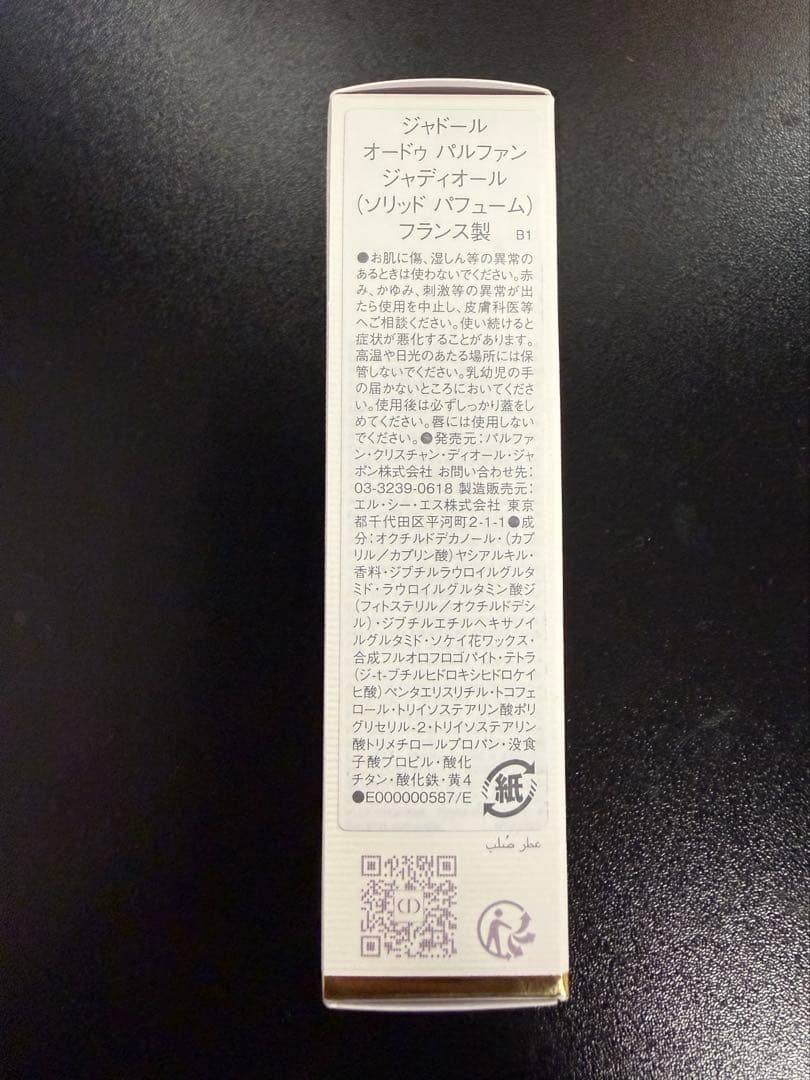 ジャドール
オードゥ パルファン
ジャディオール
（ソリッド パフューム）
フランス製 B1
●お肌に傷、湿しん等の異常の
あるときは使わないでください。赤
み、かゆみ、刺激等の異常が出
たら使用を中止し、皮膚科医等
へご相談ください。使い続けると
症状が悪化することがあります。
高温や日光のあたる場所には保
管しないでください。乳幼児の手
の届かないところにおいてくださ
い。使用後は必ずしっかり蓋をし
めてください。唇には使用しない
でください。●発売元：パルファ
ン・クリスチャン・ディオール・ジャ
ポン株式会社 お問い合わせ先：
03-3239-0618 製造販売元：
エル・シー・エス株式会社 東京
都千代田区平河町2-1-1●成
分：オクチルドデカノール・（カプ
リル／カプリン酸）ヤシアルキル・
香料・ジブチルラウロイルグルタ
ミド・ラウロイルグルタミン酸ジ
（フィトステリル／オクチルドデシ
ル）・ジブチルエチルヘキサノイ
ルグルタミド・ソケイ花ワックス・
合成フルオロフロゴパイト・テトラ
（ジ-t-ブチルヒドロキシヒドロケイ
ヒ酸）ペンタエリスリチル・トコフェ
ロール・トリイソステアリン酸ポリ
グリセリル-2・トリイソステアリン
酸トリメチロールプロパン・没食
子酸プロピル・酸化
チタン・酸化鉄・黄4
●E000000587/E
紙
عطر صُلب
CD